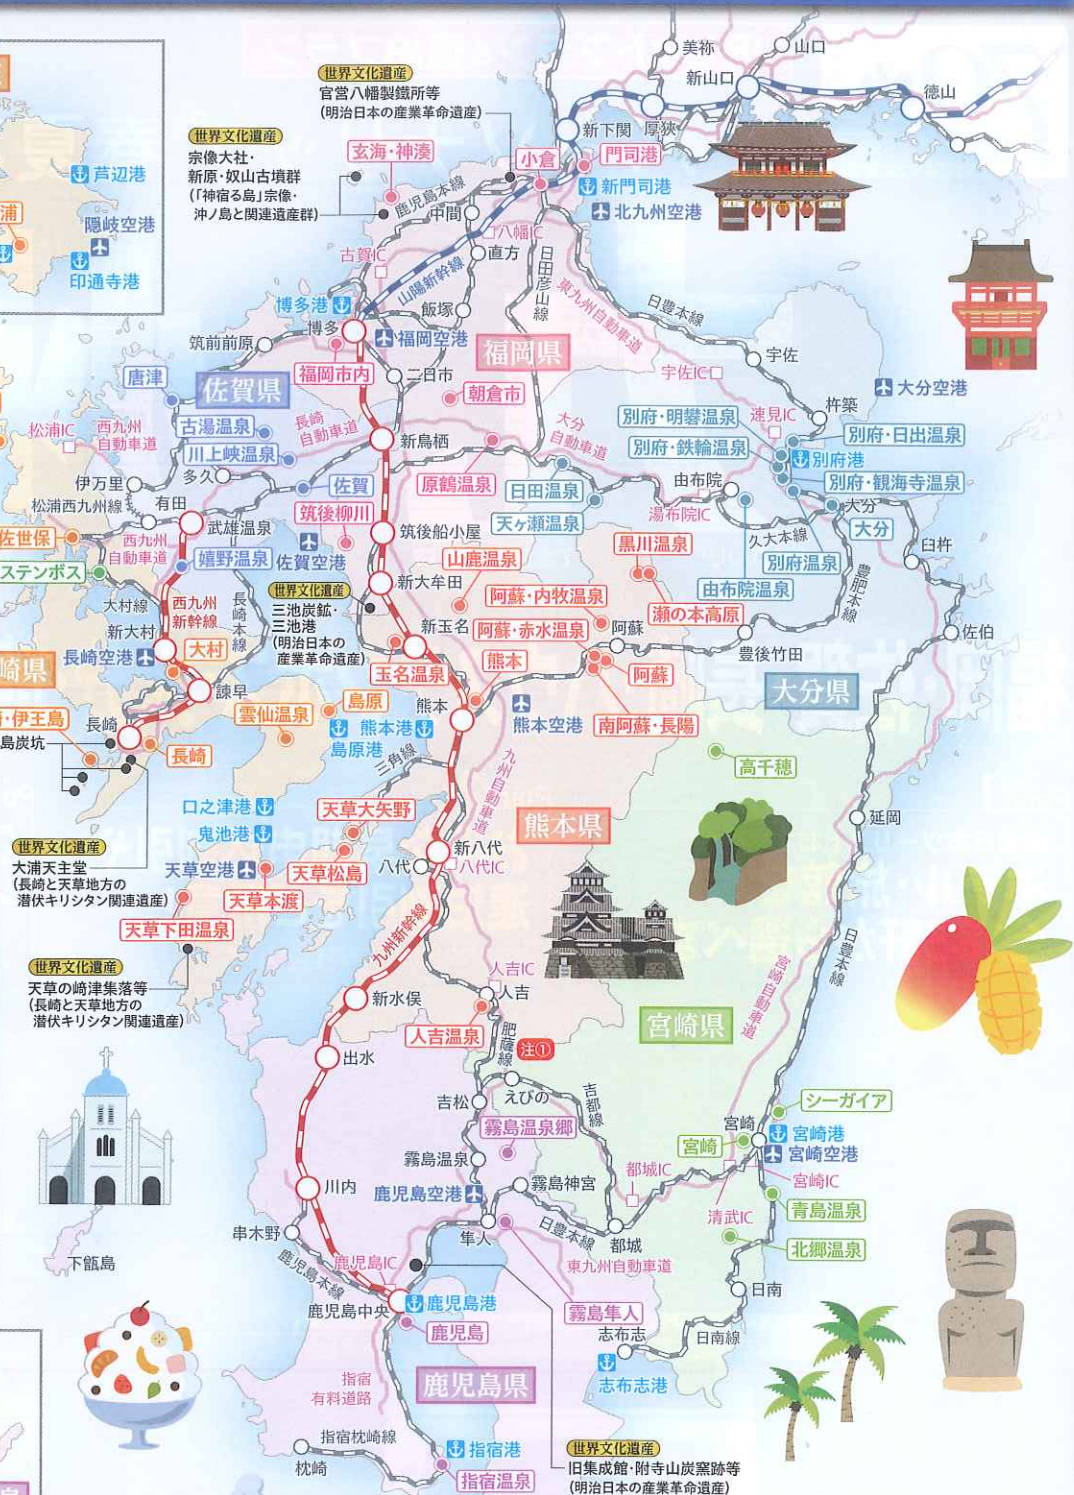 美祢
山口
新山口
徳山
新下関
厚狭
世界文化遺産
官営八幡製鐵所等
(明治日本の産業革命遺産)
世界文化遺産
宗像大社・
新原・奴山古墳群
(「神宿る島」宗像・
沖ノ島と関連遺産群)
玄海・神湊
小倉
門司港
新門司港
北九州空港
鹿児島本線
中間
八幡IC
直方
古賀IC
山陽新幹線
日田彦山線
東九州自動車道
日豊本線
芦辺港
浦
隠岐空港
印通寺港
博多港
博多
飯塚
福岡空港
筑前前原
福岡県
宇佐
宇佐IC
福岡市内
二日市
朝倉市
大分空港
唐津
佐賀県
杵築
松浦IC
西九州
自動車道
古湯温泉
川上峡温泉
長崎
自動車道
新鳥栖
大分
自動車道
別府・明礬温泉
速見IC
別府・鉄輪温泉
別府・日出温泉
別府港
別府・観海寺温泉
伊万里
多久
佐賀
原鶴温泉
日田温泉
由布院
湯布院IC
大分
大分
松浦西九州線
有田
武雄温泉
筑後柳川
天ヶ瀬温泉
久大本線
別府温泉
臼杵
佐世保
西九州
自動車道
嬉野温泉
佐賀空港
筑後船小屋
黒川温泉
由布院温泉
豊肥本線
ステンボス
大村線
西九州
新幹線
長崎本線
世界文化遺産
三池炭鉱・
三池港
(明治日本の
産業革命遺産)
新大牟田
山鹿温泉
阿蘇・内牧温泉
瀬の本高原
新玉名
阿蘇・赤水温泉
阿蘇
豊後竹田
佐伯
新大村
長崎空港
大村
玉名温泉
熊本
阿蘇
大分県
崎県
諫早
島原
熊本
熊本空港
南阿蘇・長陽
・伊王島
長崎
雲仙温泉
熊本港
島原港
島炭坑
長崎
三角線
九州自動車道
高千穂
口之津港
鬼池港
天草大矢野
熊本県
延岡
世界文化遺産
大浦天主堂
(長崎と天草地方の
潜伏キリシタン関連遺産)
天草空港
天草松島
八代
新八代
八代IC
天草本渡
天草下田温泉
九州新幹線
日豊本線
世界文化遺産
天草の﨑津集落等
(長崎と天草地方の
潜伏キリシタン関連遺産)
人吉IC
人吉
新水俣
人吉温泉
宮崎自動車道
宮崎県
出水
肥薩線
注①
吉松
えびの
吉都線
シーガイア
霧島温泉郷
宮崎
宮崎
宮崎港
宮崎空港
霧島温泉
都城IC
宮崎IC
川内
鹿児島空港
霧島神宮
清武IC
青島温泉
串木野
隼人
日豊本線
都城
北郷温泉
下甑島
鹿児島本線
鹿児島IC
東九州自動車道
鹿児島中央
鹿児島港
霧島隼人
日南
鹿児島
志布志
日南線
指宿
有料道路
鹿児島県
志布志港
指宿枕崎線
枕崎
指宿港
指宿温泉
世界文化遺産
旧集成館・附寺山炭窯跡等
(明治日本の産業革命遺産)